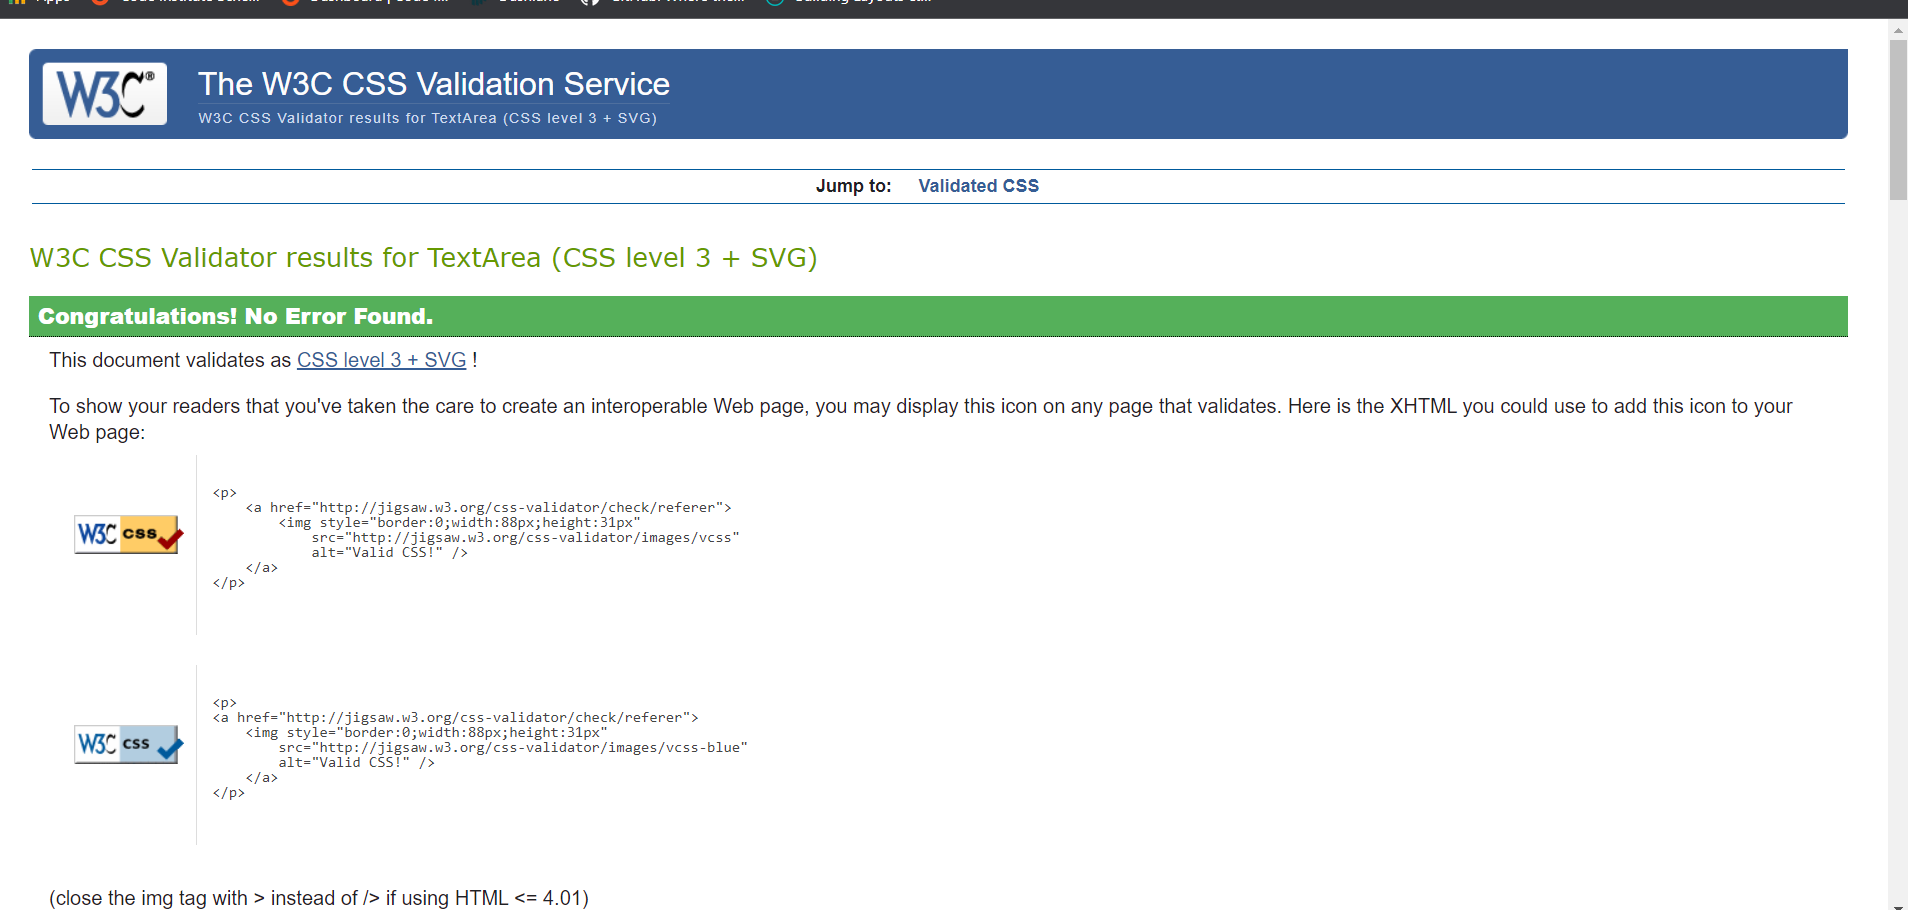 Apps
W3C®
The W3C CSS Validation Service
W3C CSS Validator results for TextArea (CSS level 3 + SVG)
Jump to: Validated CSS
W3C CSS Validator results for TextArea (CSS level 3 + SVG)
Congratulations! No Error Found.
This document validates as CSS level 3 + SVG !
To show your readers that you've taken the care to create an interoperable Web page, you may display this icon on any page that validates. Here is the XHTML you could use to add this icon to your
Web page:
W3C css
<p>
<a href="http://jigsaw.w3.org/css-validator/check/referer">
<img style="border:0;width:88px;height:31px"
src="http://jigsaw.w3.org/css-validator/images/vcss"
alt="Valid CSS!" />
</a>
</p>
W3C css
<p>
<a href="http://jigsaw.w3.org/css-validator/check/referer">
<img style="border:0;width:88px;height:31px"
src="http://jigsaw.w3.org/css-validator/images/vcss-blue"
alt="Valid CSS!" />
</a>
</p>
(close the img tag with > instead of /> if using HTML <= 4.01)